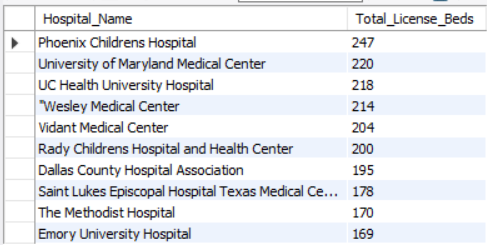 Hospital_Name Total_License_Beds
Phoenix Childrens Hospital 247
University of Maryland Medical Center 220
UC Health University Hospital 218
"Wesley Medical Center 214
Vidant Medical Center 204
Rady Childrens Hospital and Health Center 200
Dallas County Hospital Association 195
Saint Lukes Episcopal Hospital Texas Medical Ce... 178
The Methodist Hospital 170
Emory University Hospital 169